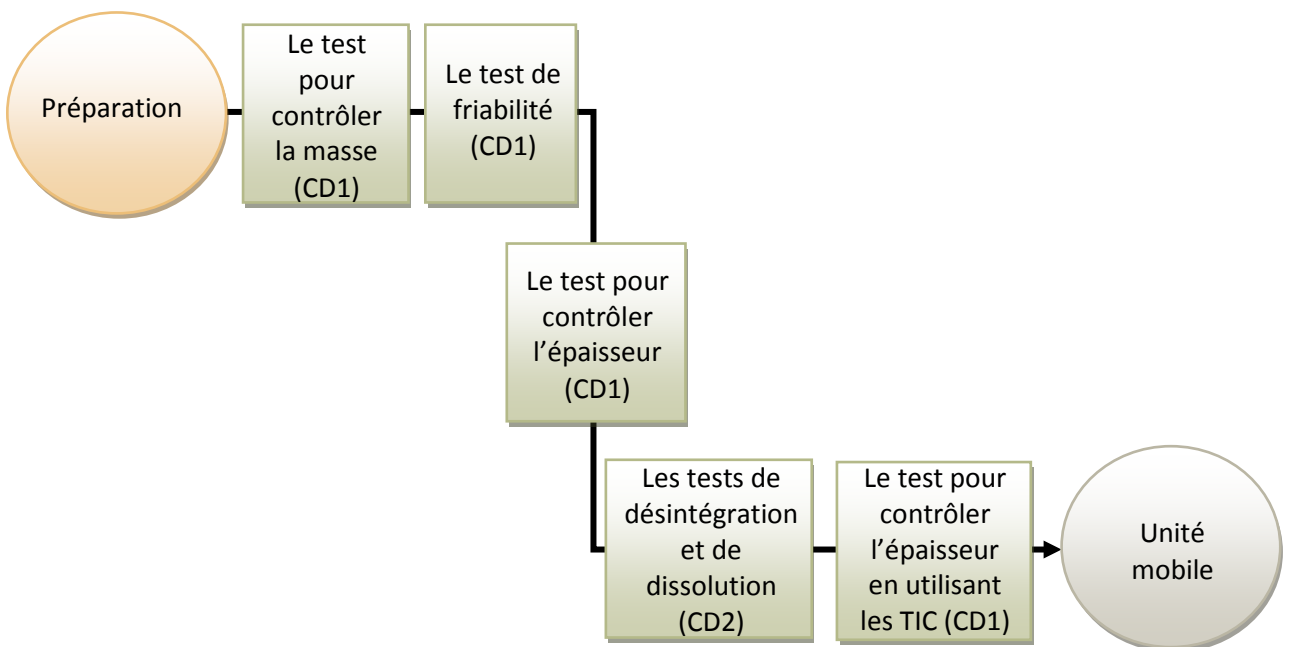 Préparation
Le test
pour
contrôler
la masse
(CD1)
Le test de
friabilité
(CD1)
Le test pour
contrôler
l’épaisseur
(CD1)
Les tests de
désintégration
et de
dissolution
(CD2)
Le test pour
contrôler
l’épaisseur
en utilisant
les TIC (CD1)
Unité
mobile